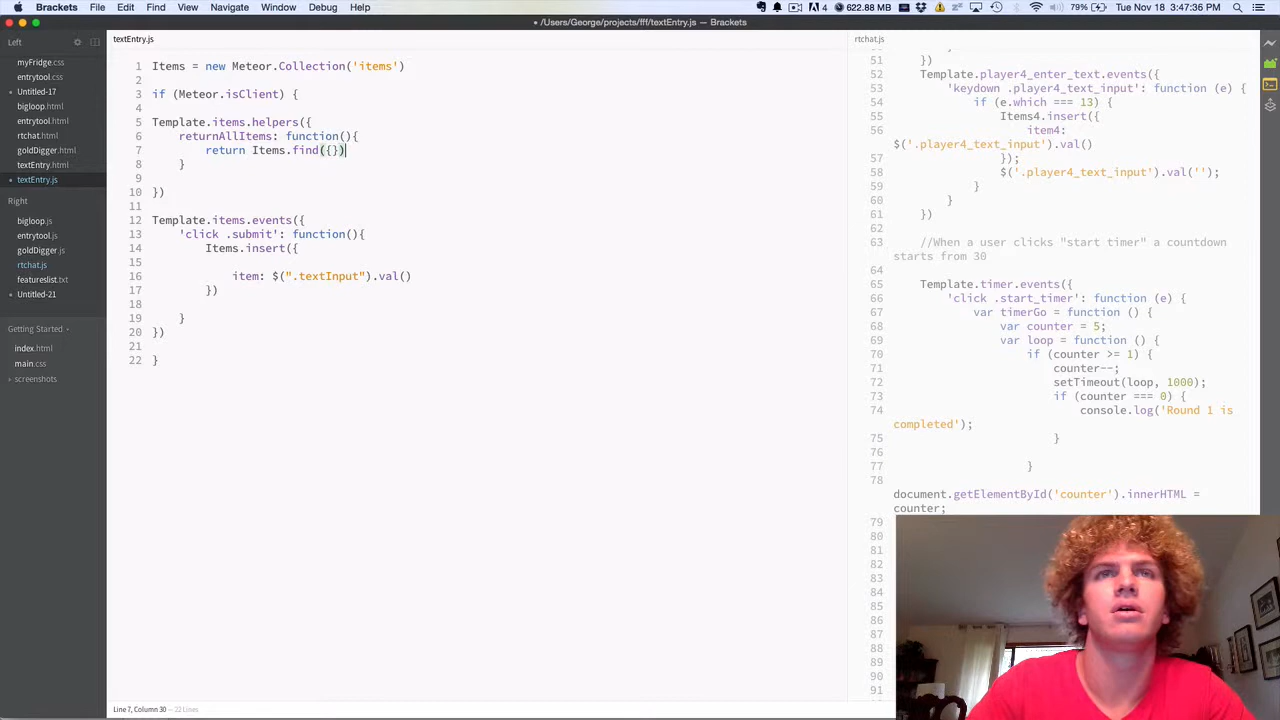 Brackets File Edit Find View Navigate Debug Help 4 622.88 MB 79% Tue Nov 18 3:47:36 PM
• /Users/George/projects/fff/textEntry.js — Brackets
Left
myFridge.css
entrytool.css
Untitled-17
bigloop.html
entrytool.html
rtchat.html
goldDigger.html
textEntry.html
textEntry.js
Right
bigloop.js
entrytool.js
goldDigger.js
rtchat.js
featureslist.txt
Untitled-21
Getting Started
index.html
main.css
screenshots
textEntry.js
1 Items = new Meteor.Collection('items')
2
3 if (Meteor.isClient) {
4
5 Template.items.helpers({
6 returnAllItems: function(){
7 return Items.find({})
8 }
9
10 })
11
12 Template.items.events({
13 'click .submit': function(){
14 Items.insert({
15
16 item: $(".textInput").val()
17 })
18
19 }
20 })
21
22 }
Line 7, Column 30 — 22 Lines
rtchat.js
51 })
52 Template.player4_enter_text.events({
53 'keydown .player4_text_input': function (e) {
54 if (e.which === 13) {
55 Items4.insert({
56 item4:
$('.player4_text_input').val()
57 });
58 $('.player4_text_input').val('');
59 }
60 }
61 })
62
63 //When a user clicks "start timer" a countdown
starts from 30
64
65 Template.timer.events({
66 'click .start_timer': function (e) {
67 var timerGo = function () {
68 var counter = 5;
69 var loop = function () {
70 if (counter >= 1) {
71 counter--;
72 setTimeout(loop, 1000);
73 if (counter === 0) {
74 console.log('Round 1 is
completed');
75 }
76
77 }
78
document.getElementById('counter').innerHTML =
counter;
79
80
81
82
83
84
85
86
87
88
89
90
91